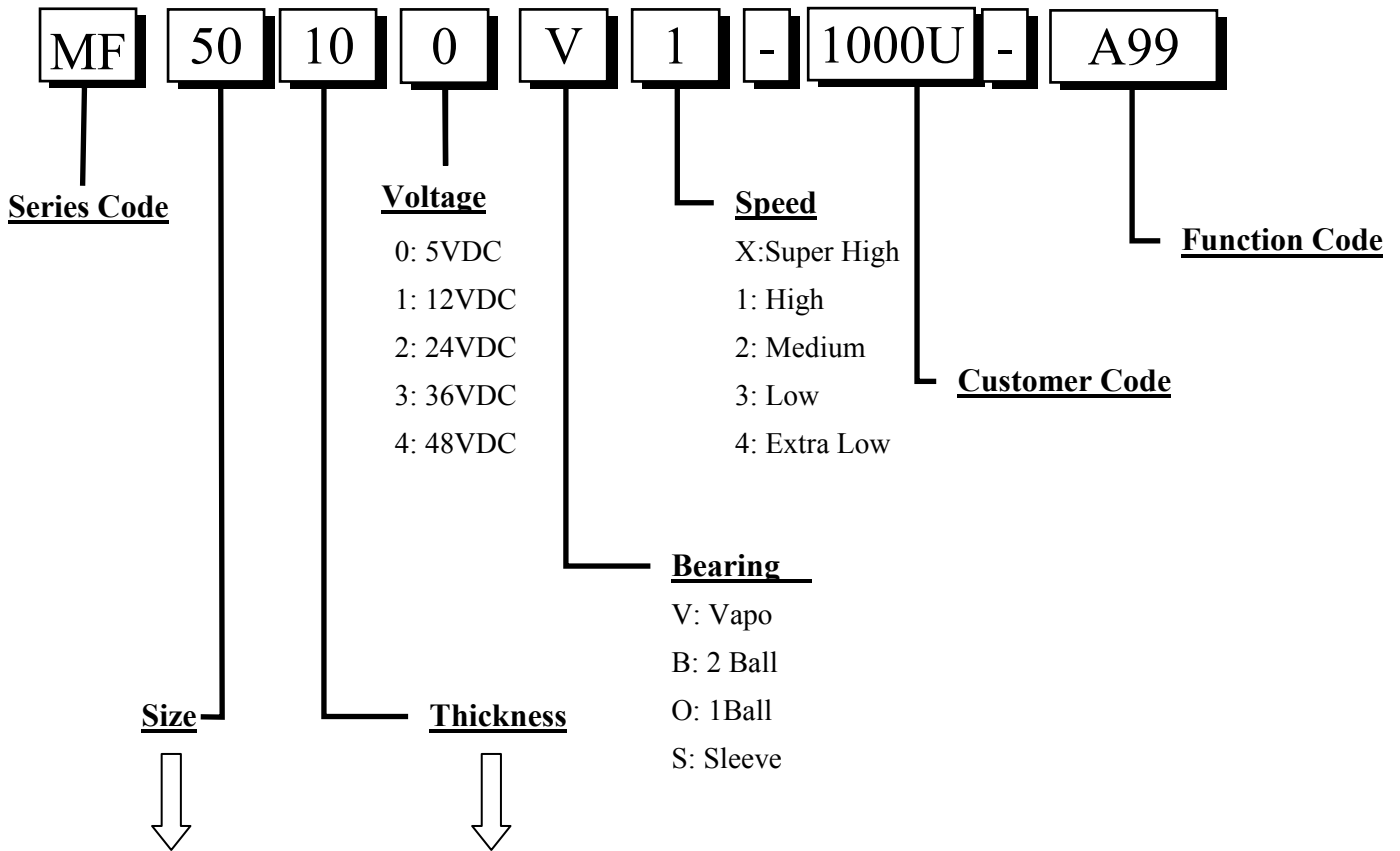 MF 50 10 0 V 1 - 1000U - A99
Series Code
Voltage
0: 5VDC
1: 12VDC
2: 24VDC
3: 36VDC
4: 48VDC
Speed
X:Super High
1: High
2: Medium
3: Low
4: Extra Low
Function Code
Customer Code
Bearing
V: Vapo
B: 2 Ball
O: 1Ball
S: Sleeve
Size
Thickness